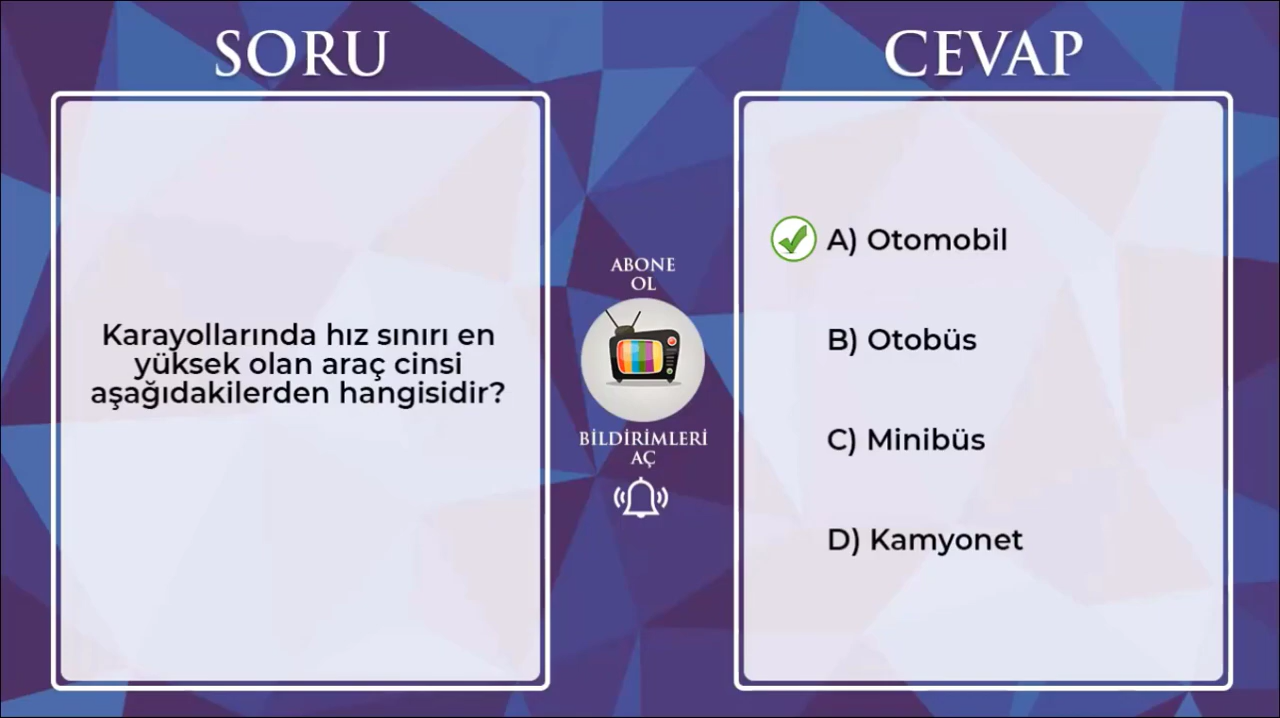 SORU
CEVAP
Karayollarında hız sınırı en
yüksek olan araç cinsi
aşağıdakilerden hangisidir?
ABONE
OL
BİLDİRİMLERİ
AÇ
A) Otomobil
B) Otobüs
C) Minibüs
D) Kamyonet